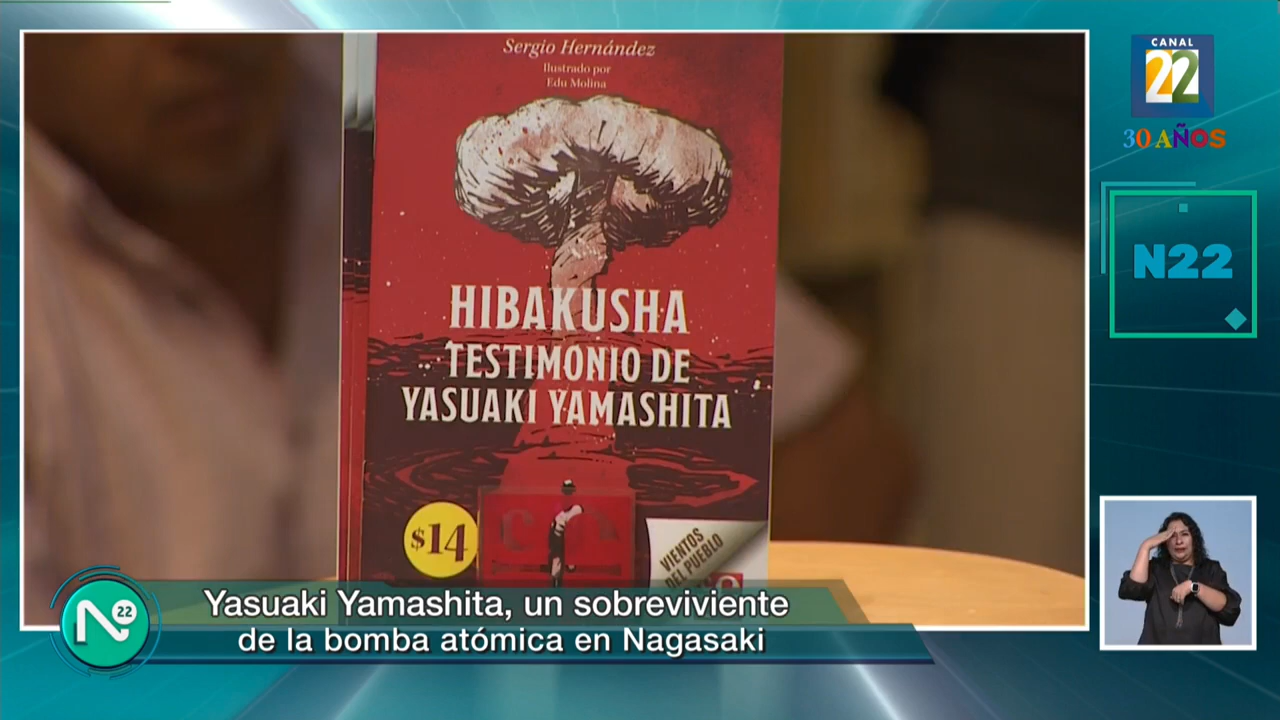 Sergio Hernández
Ilustrado por
Edu Molina
HIBAKUSHA
TESTIMONIO DE
YASUAKI YAMASHITA
$14
VIENTOS
DEL PUEBLO
CANAL
22
30 AÑOS
N22
N 22
Yasuaki Yamashita, un sobreviviente
de la bomba atómica en Nagasaki